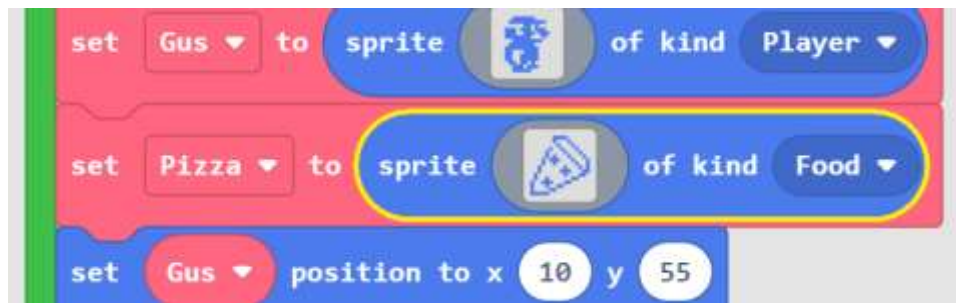 set Gus to sprite of kind Player
set Pizza to sprite of kind Food
set Gus position to x 10 y 55